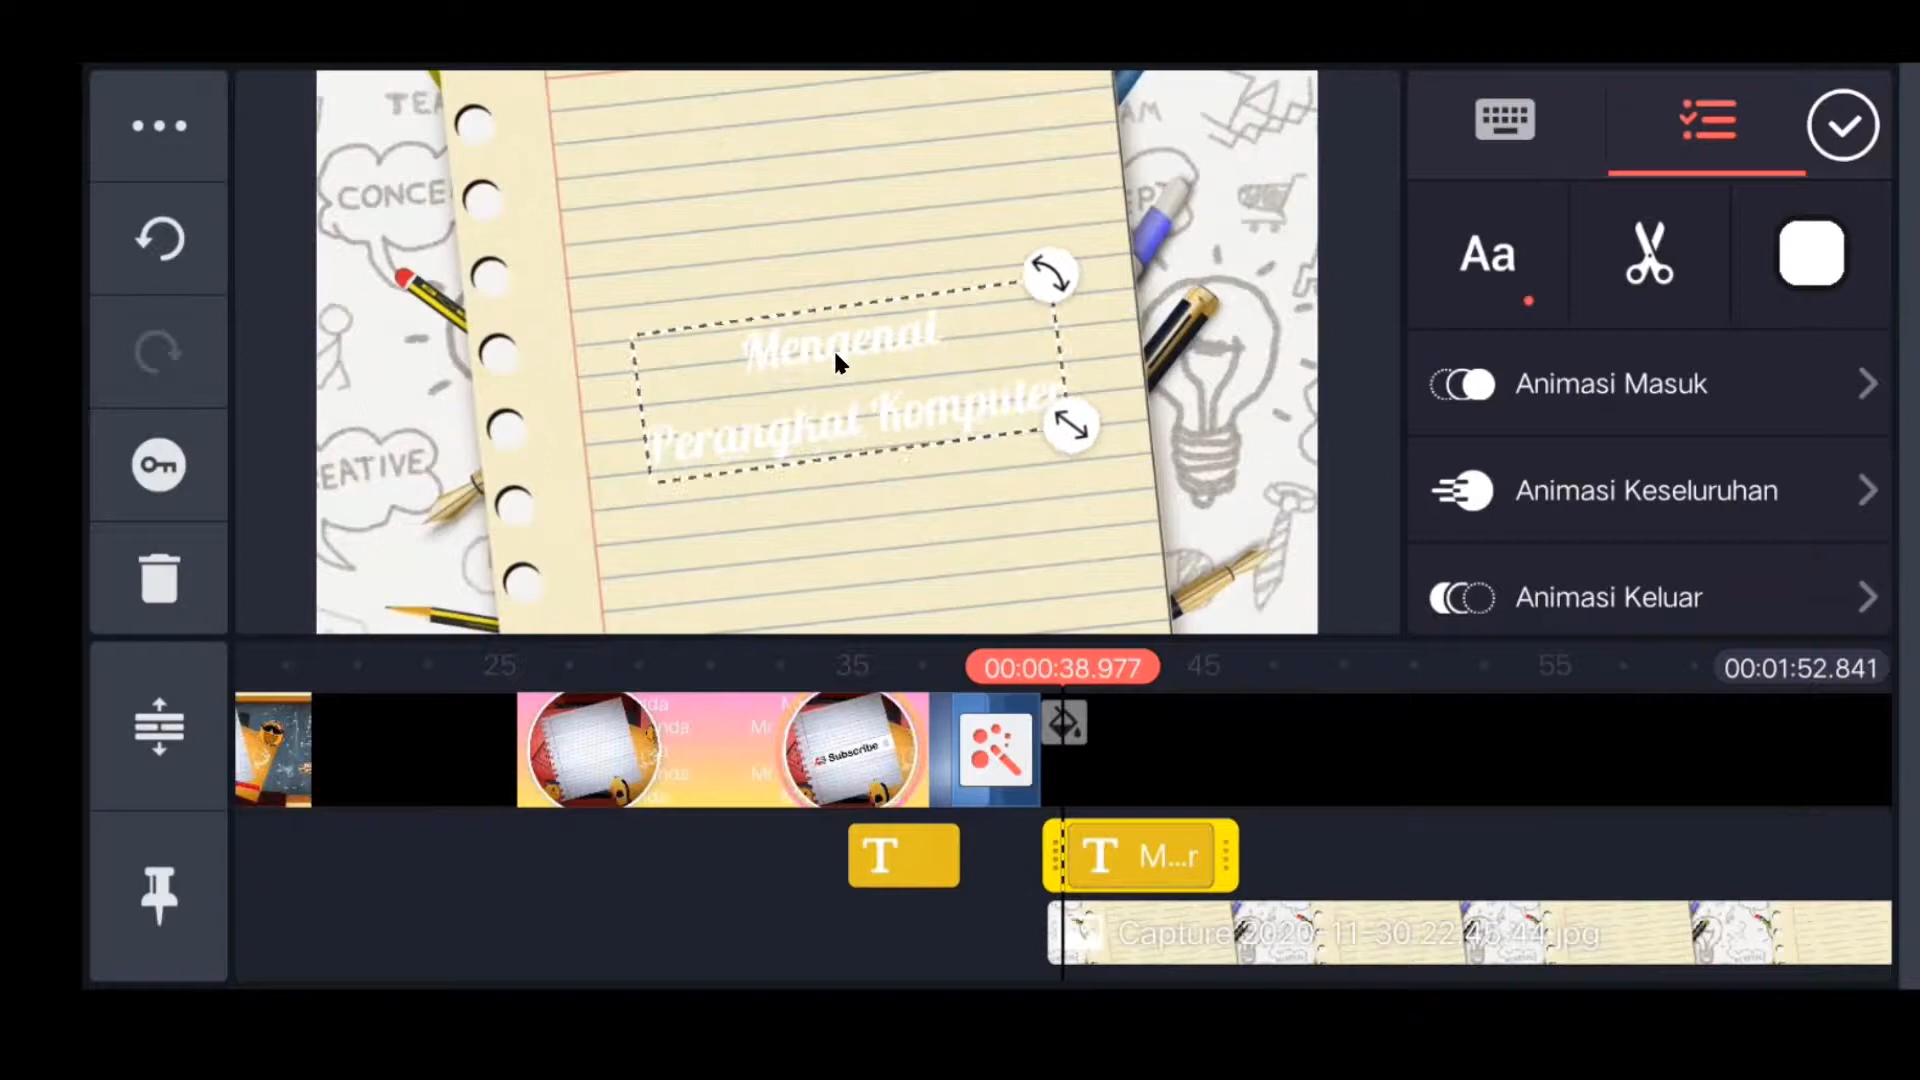 CONCE
EATIVE
Mengenal
Perangkat Komputer
Aa
Animasi Masuk
Animasi Keseluruhan
Animasi Keluar
25
35
00:00:38.977
45
55
00:01:52.841
Subscribe
T
T M...r
Capture 2020-11-30 22.45.44.jpg